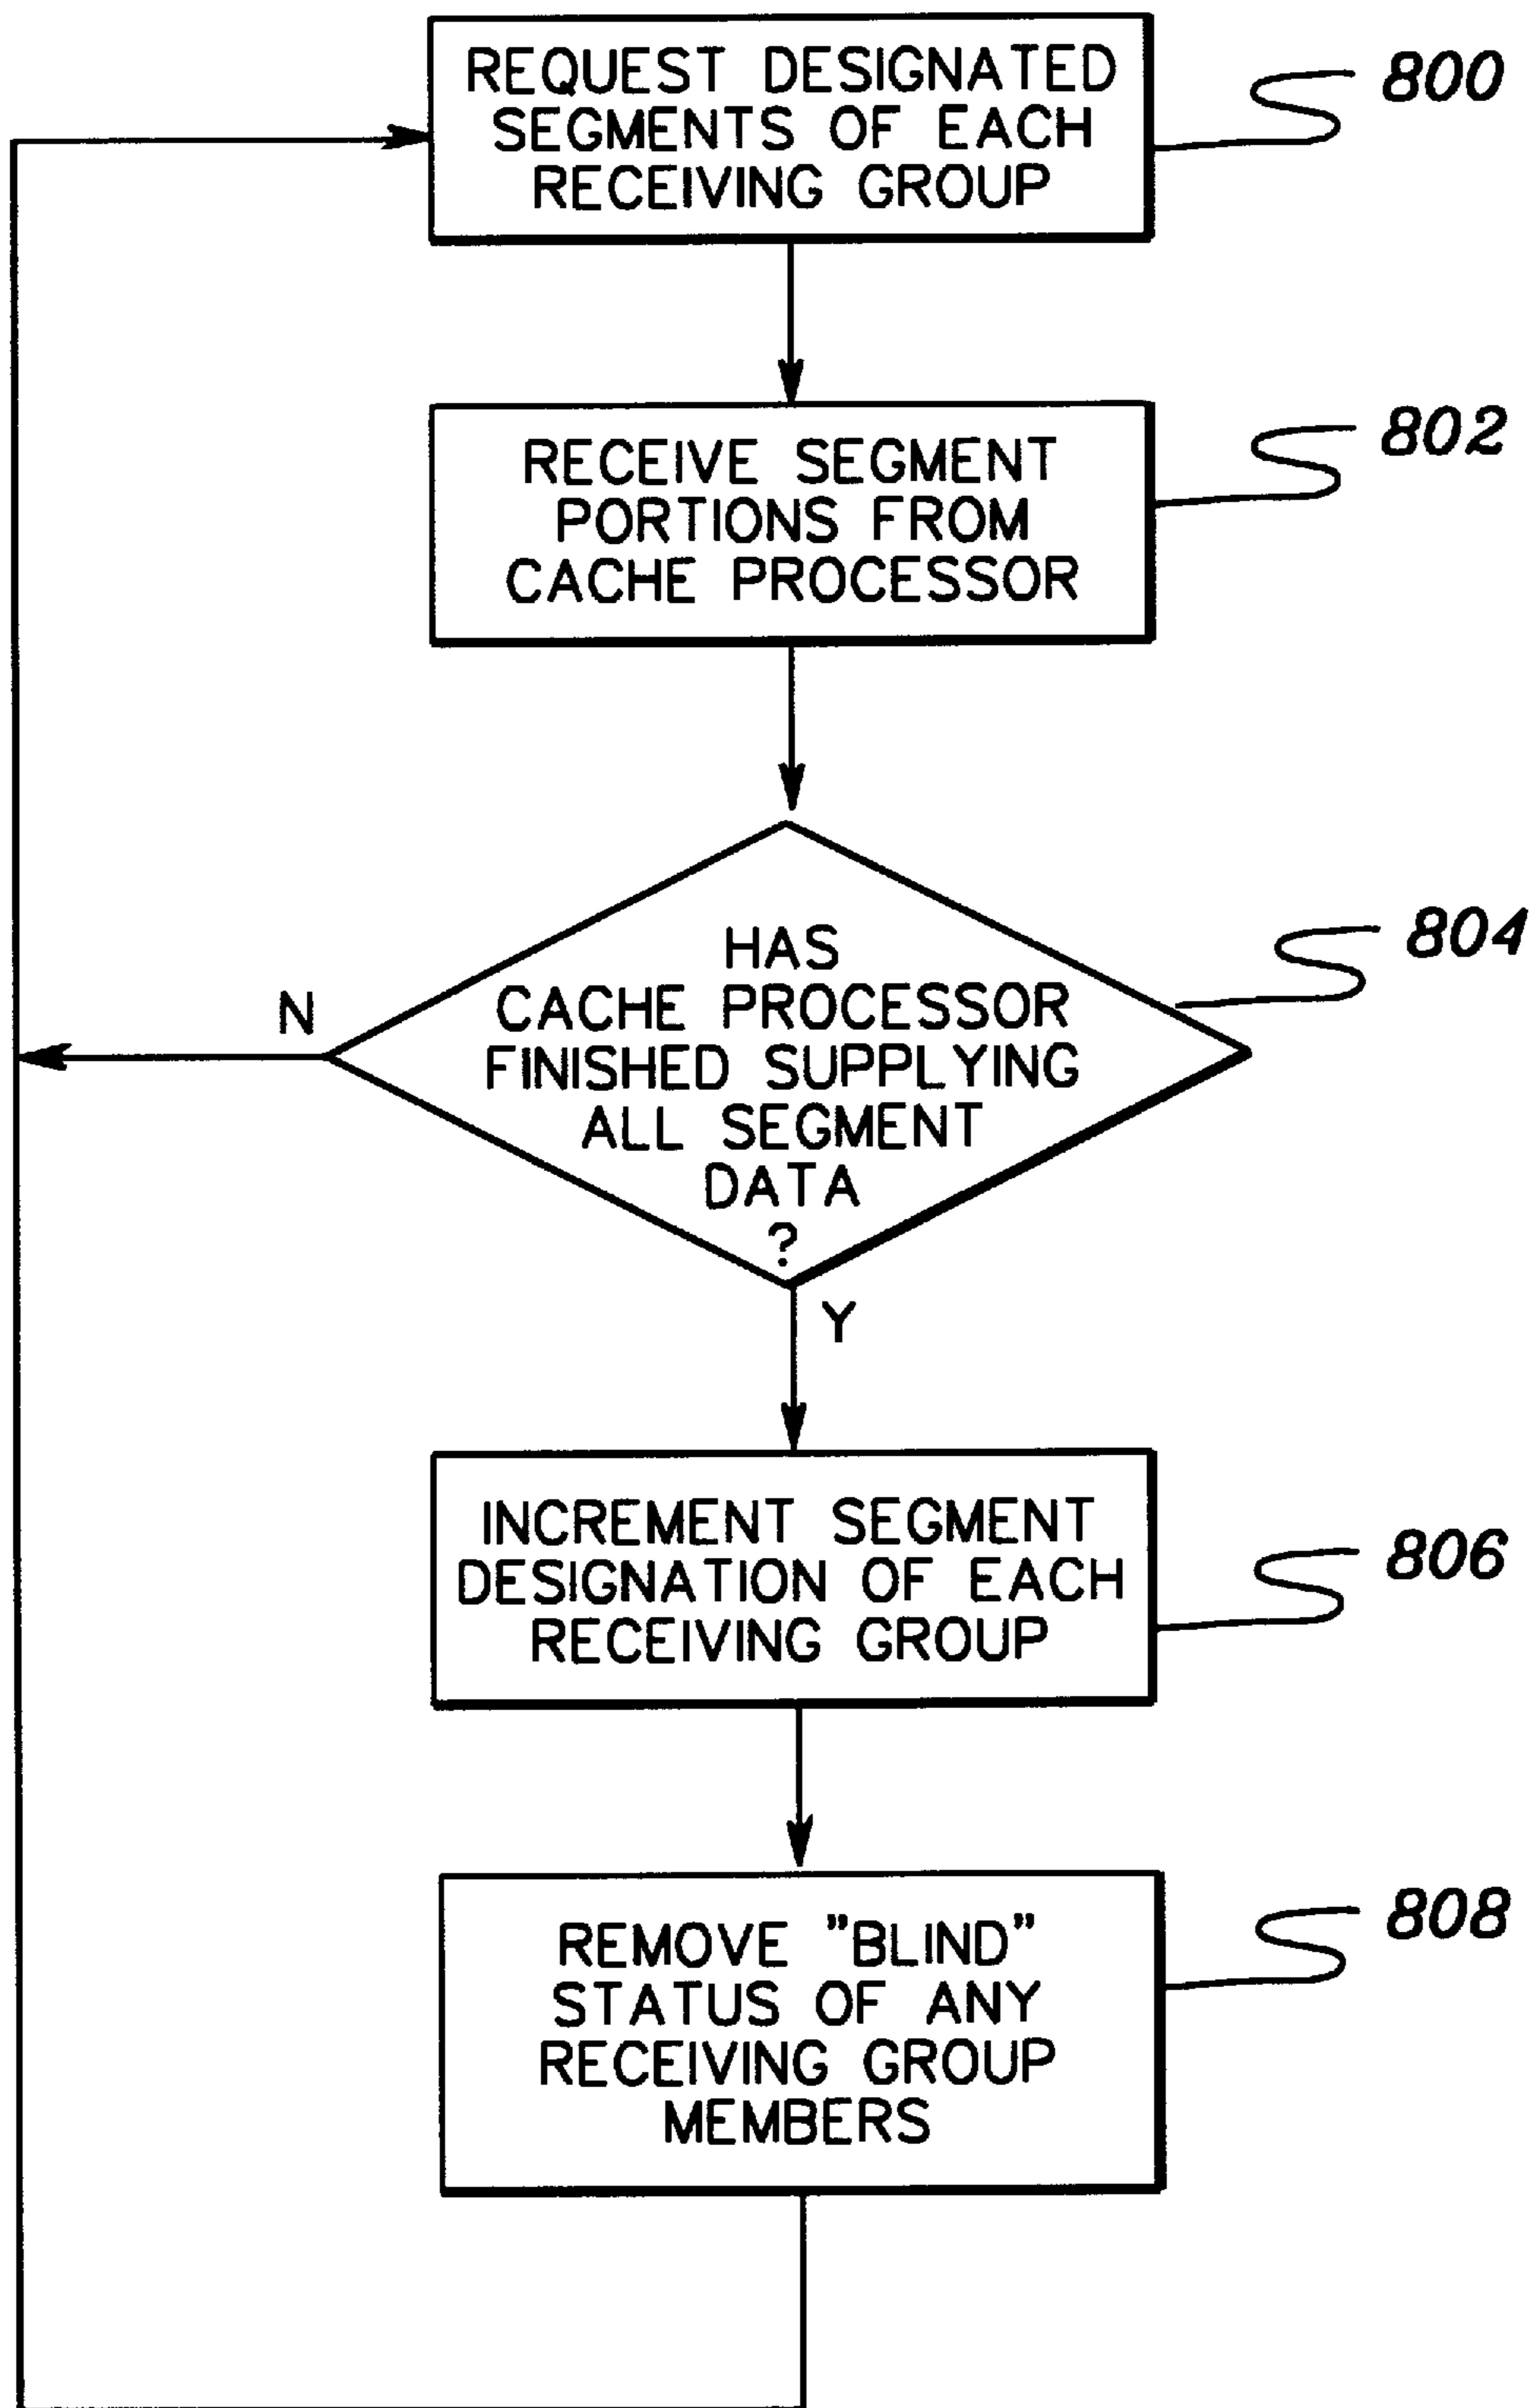 REQUEST DESIGNATED
SEGMENTS OF EACH
RECEIVING GROUP
800
RECEIVE SEGMENT
PORTIONS FROM
CACHE PROCESSOR
802
HAS
CACHE PROCESSOR
FINISHED SUPPLYING
ALL SEGMENT
DATA
?
804
N
Y
INCREMENT SEGMENT
DESIGNATION OF EACH
RECEIVING GROUP
806
REMOVE "BLIND"
STATUS OF ANY
RECEIVING GROUP
MEMBERS
808